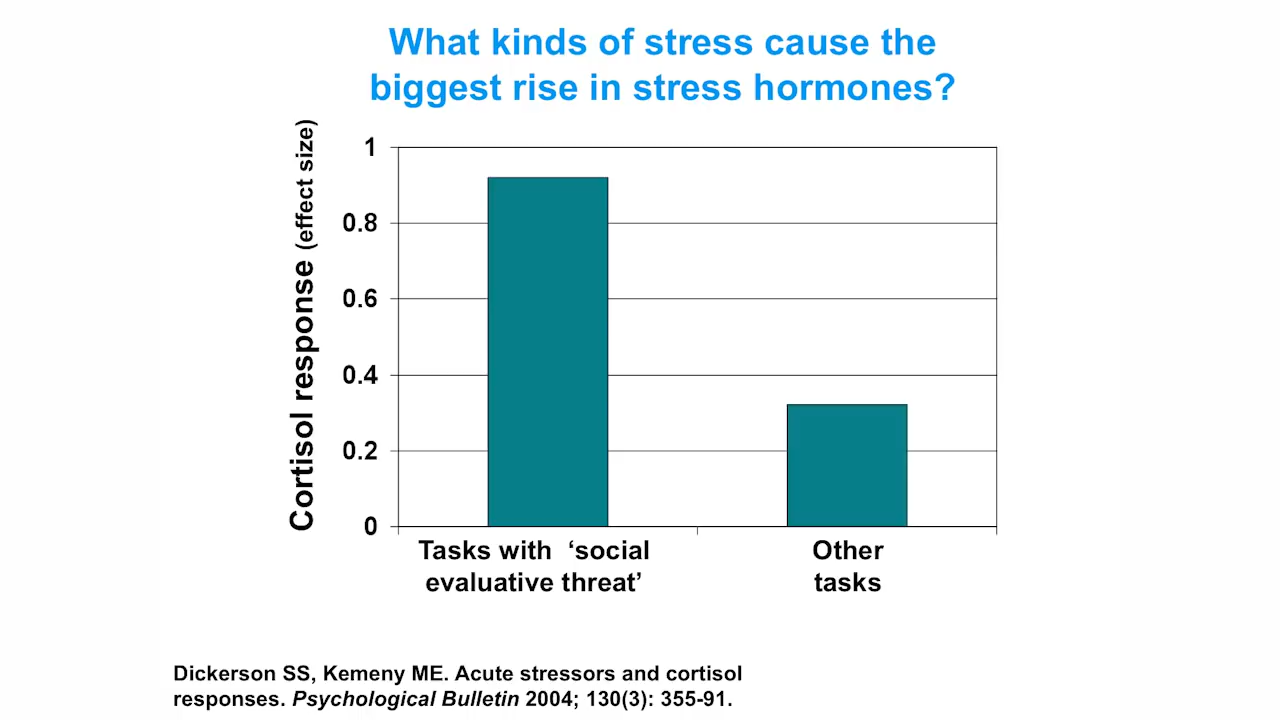 What kinds of stress cause the
biggest rise in stress hormones?
Cortisol response (effect size)
1
0.8
0.6
0.4
0.2
0
Tasks with ‘social
evaluative threat’
Other
tasks
Dickerson SS, Kemeny ME. Acute stressors and cortisol
responses. Psychological Bulletin 2004; 130(3): 355-91.